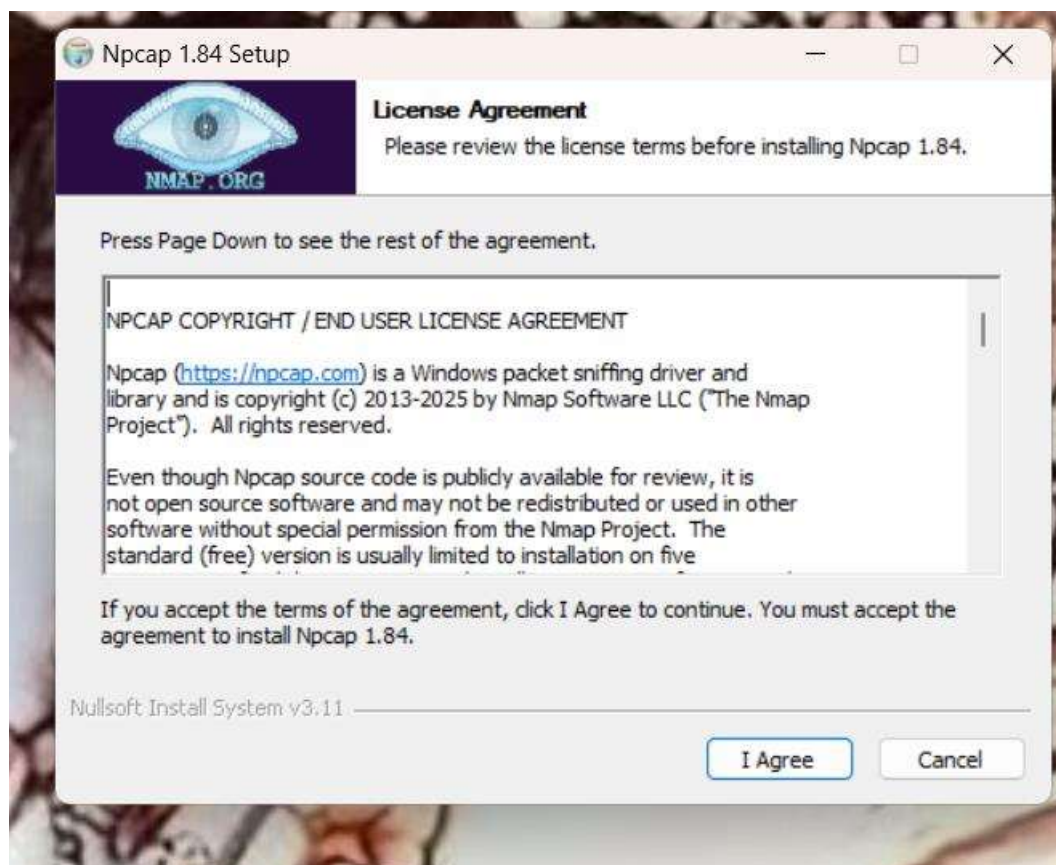 Npcap 1.84 Setup
NMAP.ORG
License Agreement
Please review the license terms before installing Npcap 1.84.
Press Page Down to see the rest of the agreement.
NPCAP COPYRIGHT / END USER LICENSE AGREEMENT
Npcap (https://npcap.com) is a Windows packet sniffing driver and
library and is copyright (c) 2013-2025 by Nmap Software LLC ("The Nmap
Project").  All rights reserved.
Even though Npcap source code is publicly available for review, it is
not open source software and may not be redistributed or used in other
software without special permission from the Nmap Project.  The
standard (free) version is usually limited to installation on five
If you accept the terms of the agreement, click I Agree to continue. You must accept the
agreement to install Npcap 1.84.
Nullsoft Install System v3.11
I Agree
Cancel